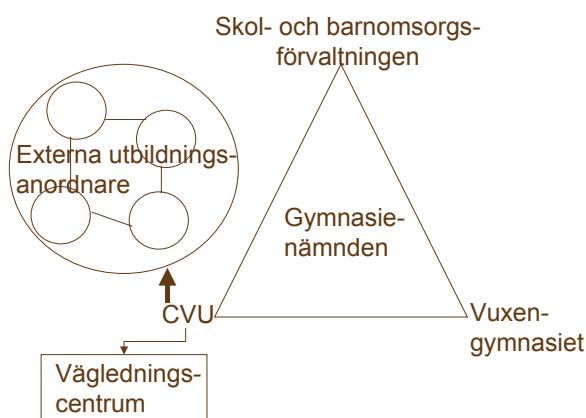 Skol- och barnomsorgs-
förvaltningen
Externa utbildnings-
anordnare
Gymnasie-
nämnden
CVU
Vuxen-
gymnasiet
Väglednings-
centrum